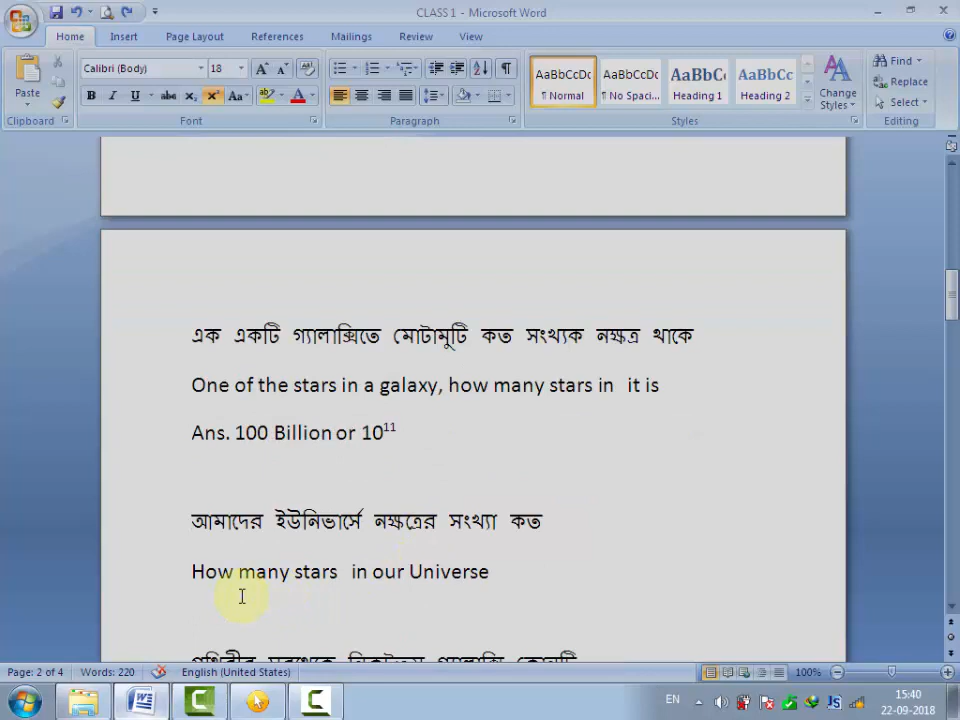 CLASS 1 - Microsoft Word
Home Insert Page Layout References Mailings Review View
Calibri (Body) 18 AaBbCcDc AaBbCcDc AaBbC AaBbCc Find
Paste Normal No Spaci... Heading 1 Heading 2 Change Styles Replace
Select
Clipboard Font Paragraph Styles Editing
এক একটি গ্যালাক্সিতে মোটামুটি কত সংখ্যক নক্ষত্র থাকে
One of the stars in a galaxy, how many stars in it is
Ans. 100 Billion or 10¹¹
আমাদের ইউনিভার্সে নক্ষত্রের সংখ্যা কত
How many stars in our Universe
Page: 2 of 4 Words: 220 English (United States) 100%
EN 15:40
22-09-2018